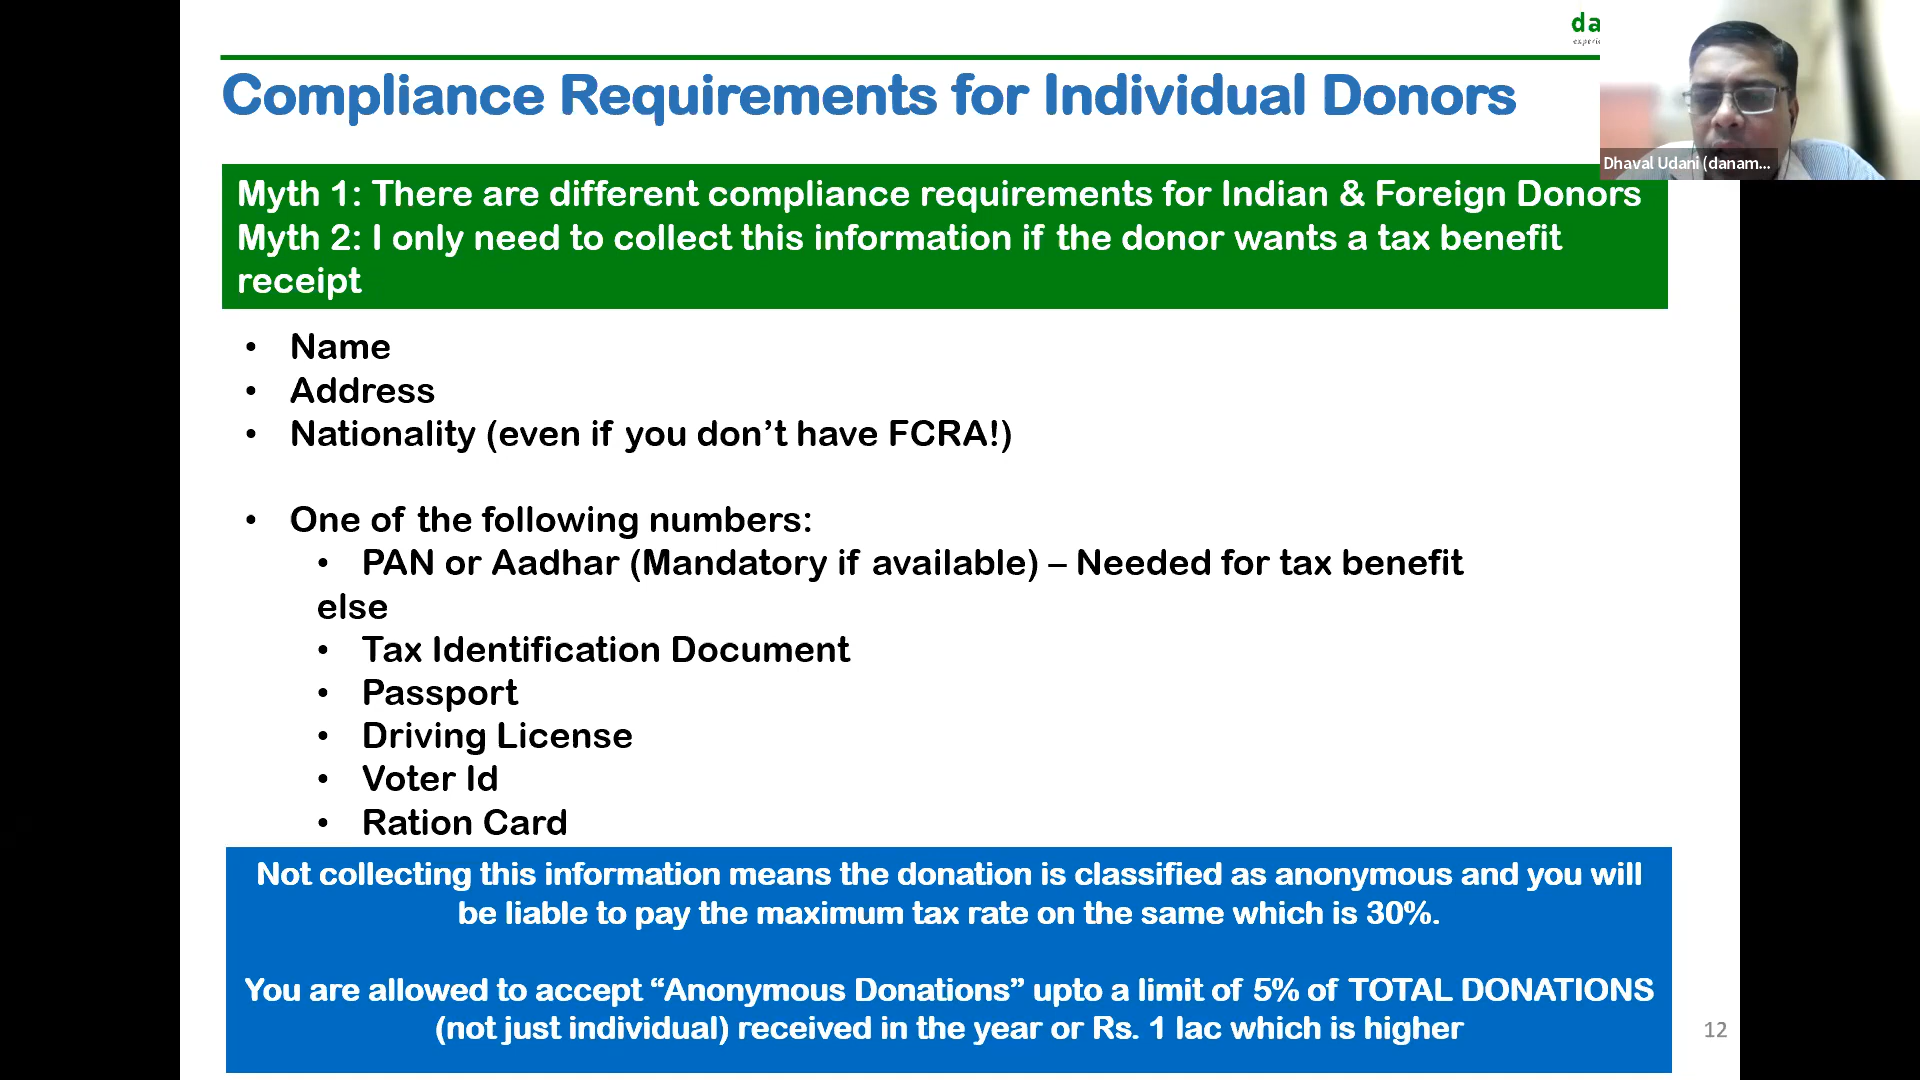 da
Compliance Requirements for Individual Donors
Dhaval Udani (danam...
Myth 1: There are different compliance requirements for Indian & Foreign Donors
Myth 2: I only need to collect this information if the donor wants a tax benefit
receipt
• Name
• Address
• Nationality (even if you don’t have FCRA!)
• One of the following numbers:
• PAN or Aadhar (Mandatory if available) – Needed for tax benefit
else
• Tax Identification Document
• Passport
• Driving License
• Voter Id
• Ration Card
Not collecting this information means the donation is classified as anonymous and you will
be liable to pay the maximum tax rate on the same which is 30%.
You are allowed to accept “Anonymous Donations” upto a limit of 5% of TOTAL DONATIONS
(not just individual) received in the year or Rs. 1 lac which is higher
12